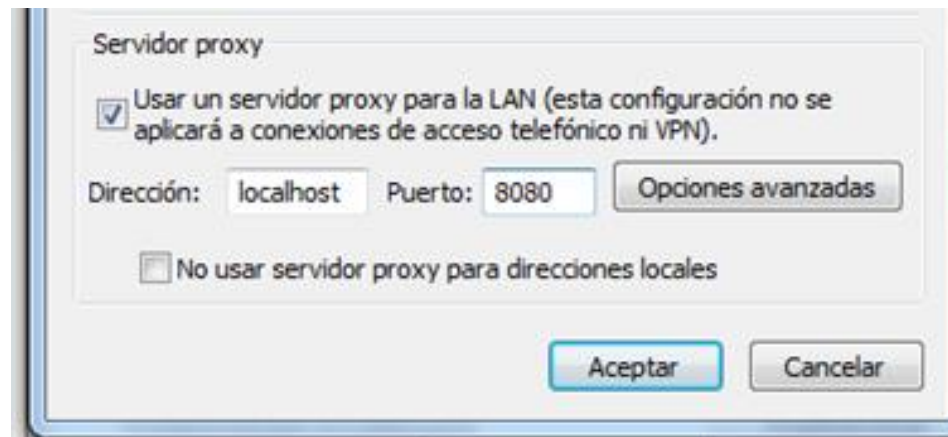 Servidor proxy
Usar un servidor proxy para la LAN (esta configuración no se
aplicará a conexiones de acceso telefónico ni VPN).
Dirección: localhost Puerto: 8080 Opciones avanzadas
No usar servidor proxy para direcciones locales
Aceptar Cancelar